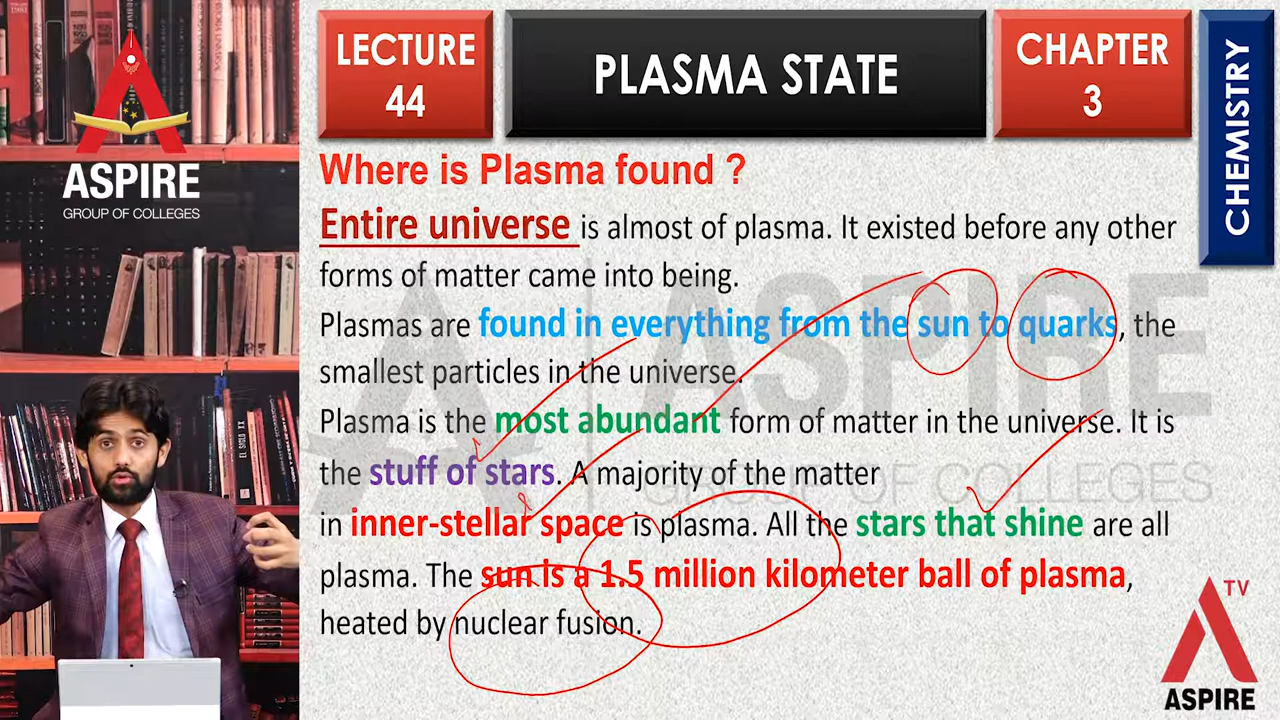 ASPIRE
GROUP OF COLLEGES
LECTURE
44
PLASMA STATE
CHAPTER
3
CHEMISTRY
Where is Plasma found ?
Entire universe is almost of plasma. It existed before any other
forms of matter came into being.
Plasmas are found in everything from the sun to quarks, the
smallest particles in the universe.
Plasma is the most abundant form of matter in the universe. It is
the stuff of stars. A majority of the matter
in inner-stellar space is plasma. All the stars that shine are all
plasma. The sun is a 1.5 million kilometer ball of plasma,
heated by nuclear fusion.
ASPIRE
GROUP OF COLLEGES
TV
ASPIRE